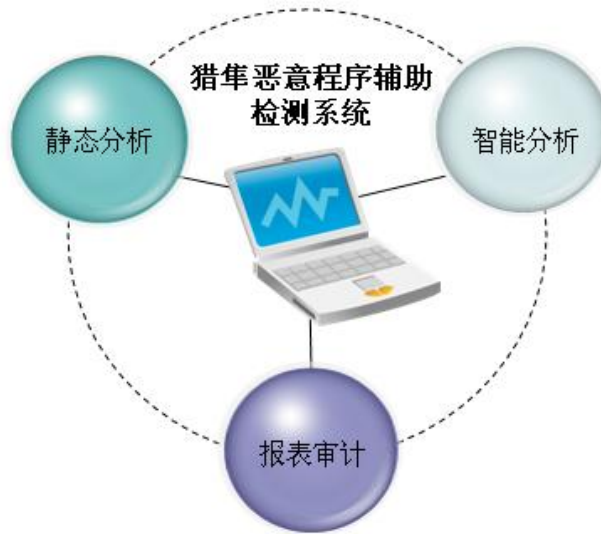 猎隼恶意程序辅助
检测系统
静态分析
智能分析
报表审计